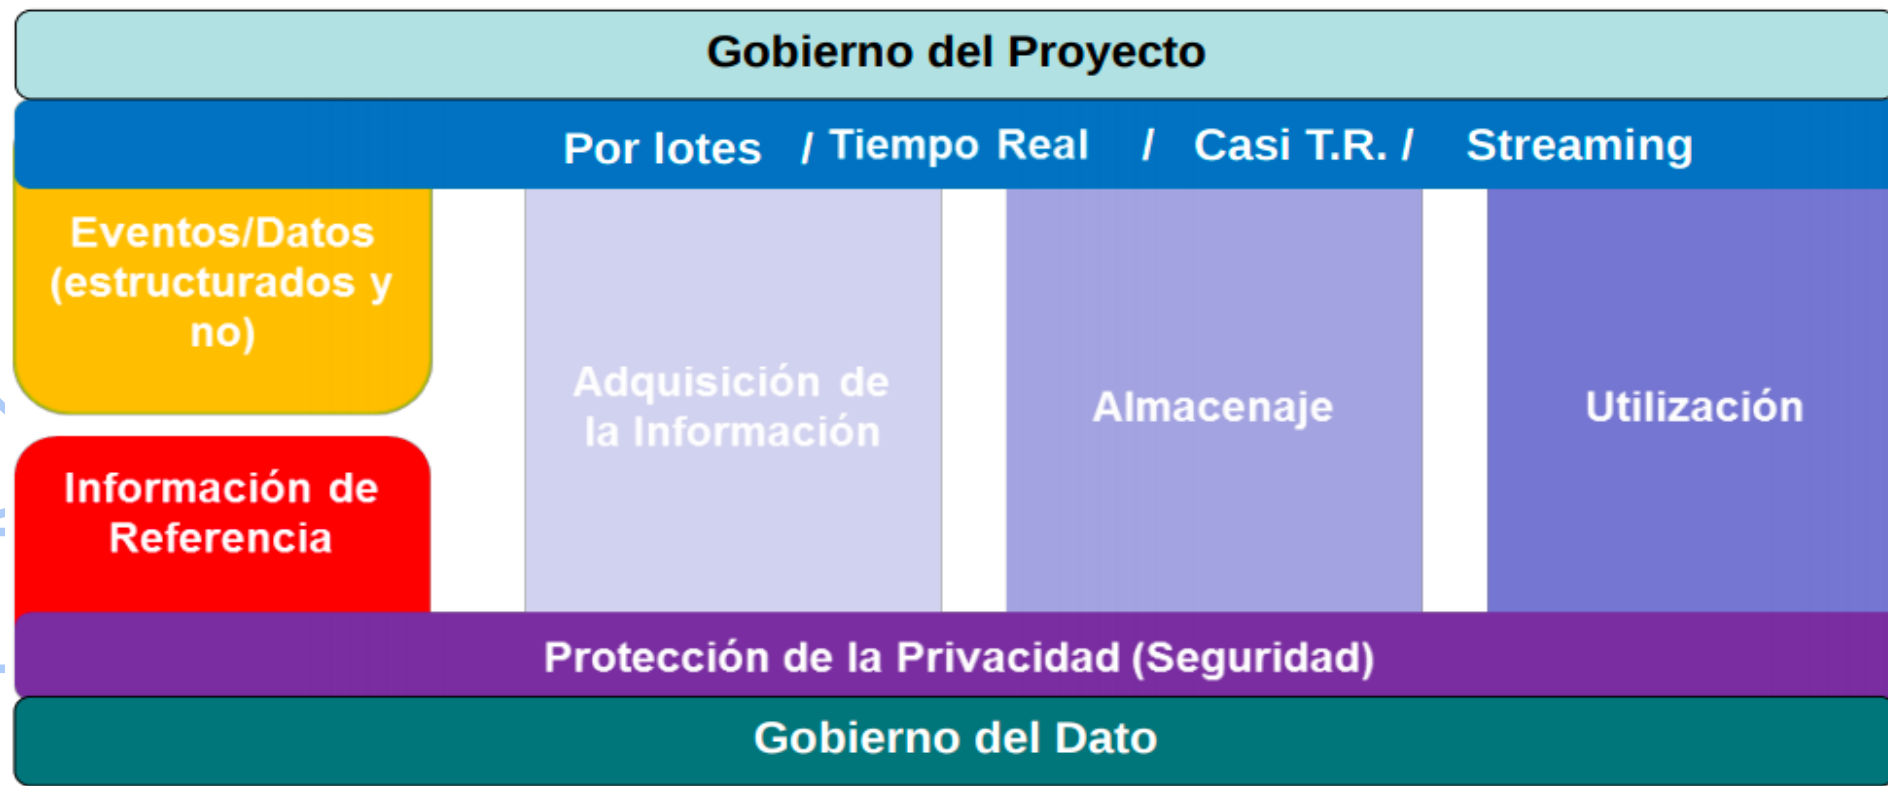 Gobierno del Proyecto
Por lotes / Tiempo Real / Casi T.R. / Streaming
Eventos/Datos
(estructurados y
no)
Información de
Referencia
Adquisición de
la Información
Almacenaje
Utilización
Protección de la Privacidad (Seguridad)
Gobierno del Dato